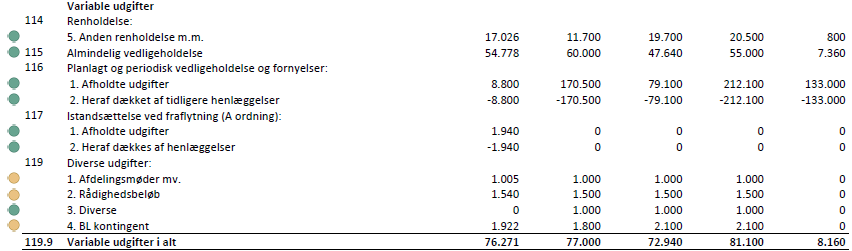 Variable udgifter
114 Renholdelse:
5. Anden renholdelse m.m. 17.026 11.700 19.700 20.500 800
115 Almindelig vedligeholdelse 54.778 60.000 47.640 55.000 7.360
116 Planlagt og periodisk vedligeholdelse og fornyelser:
1. Afholdte udgifter 8.800 170.500 79.100 212.100 133.000
2. Heraf dækket af tidligere henlæggelser -8.800 -170.500 -79.100 -212.100 -133.000
117 Istandsættelse ved fraflytning (A ordning):
1. Afholdte udgifter 1.940 0 0 0 0
2. Heraf dækkes af henlæggelser -1.940 0 0 0 0
119 Diverse udgifter:
1. Afdelingsmøder mv. 1.005 1.000 1.000 1.000 0
2. Rådighedsbeløb 1.540 1.500 1.500 1.500 0
3. Diverse 0 1.000 1.000 1.000 0
4. BL kontingent 1.922 1.800 2.100 2.100 0
119.9 Variable udgifter i alt 76.271 77.000 72.940 81.100 8.160